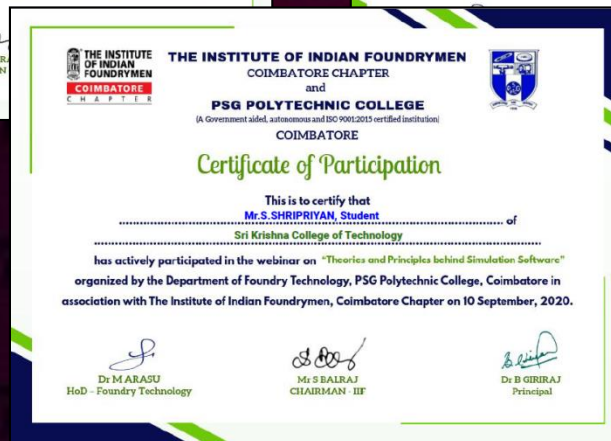 THE INSTITUTE
OF INDIAN
FOUNDRYMEN
COIMBATORE
CHAPTER
THE INSTITUTE OF INDIAN FOUNDRYMEN
COIMBATORE CHAPTER
and
PSG POLYTECHNIC COLLEGE
(A Government aided, autonomous and ISO 9001:2015 certified institution)
COIMBATORE
Certificate of Participation
This is to certify that
Mr.S.SHRIPRIYAN, Student of
Sri Krishna College of Technology
has actively participated in the webinar on "Theories and Principles behind Simulation Software"
organized by the Department of Foundry Technology, PSG Polytechnic College, Coimbatore in
association with The Institute of Indian Foundrymen, Coimbatore Chapter on 10 September, 2020.
Dr M ARASU
HoD - Foundry Technology
Mr S BALRAJ
CHAIRMAN - IIF
Dr B GIRIRAJ
Principal